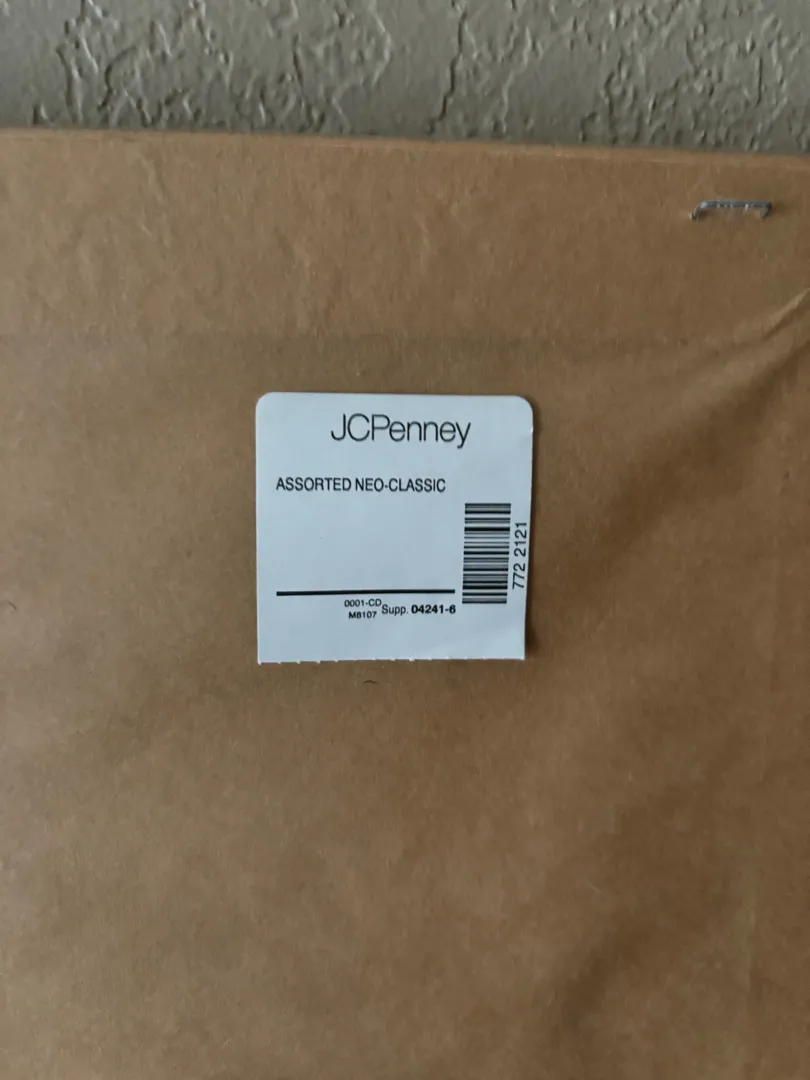 JCPenney
ASSORTED NEO-CLASSIC
772 2121
0001-CD
M8107
Supp. 04241-6